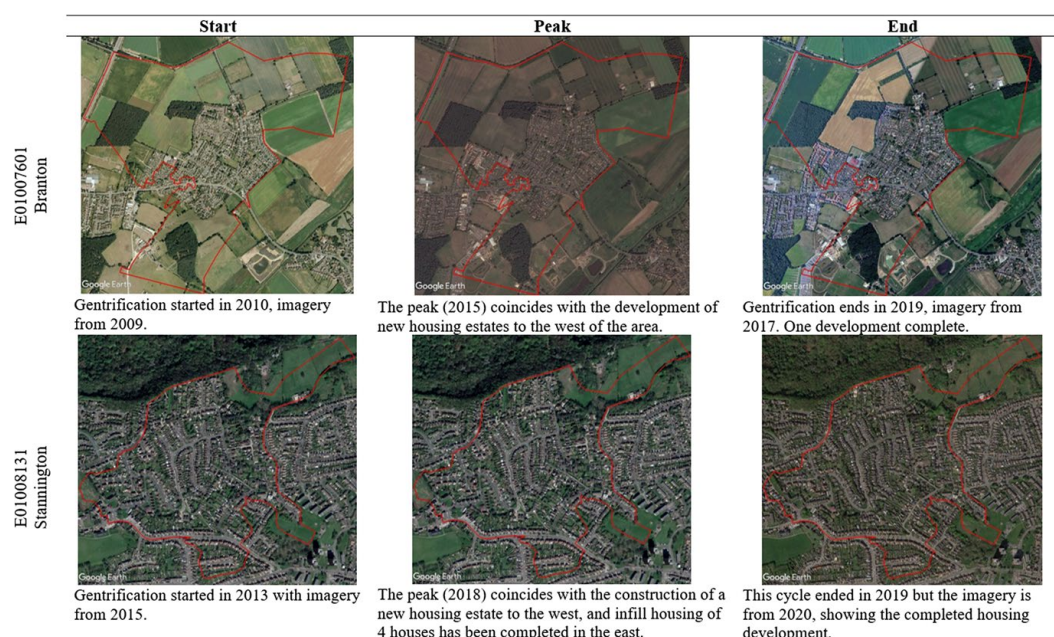 Start
Peak
End
E01007601
Branton
Google Earth
Google Earth
Google Earth
Gentrification started in 2010, imagery
from 2009.
The peak (2015) coincides with the development of
new housing estates to the west of the area.
Gentrification ends in 2019, imagery from
2017. One development complete.
E01008131
Stannington
Google Earth
Google Earth
Google Earth
Gentrification started in 2013 with imagery
from 2015.
The peak (2018) coincides with the construction of a
new housing estate to the west, and infill housing of
4 houses has been completed in the east.
This cycle ended in 2019 but the imagery is
from 2020, showing the completed housing
development.